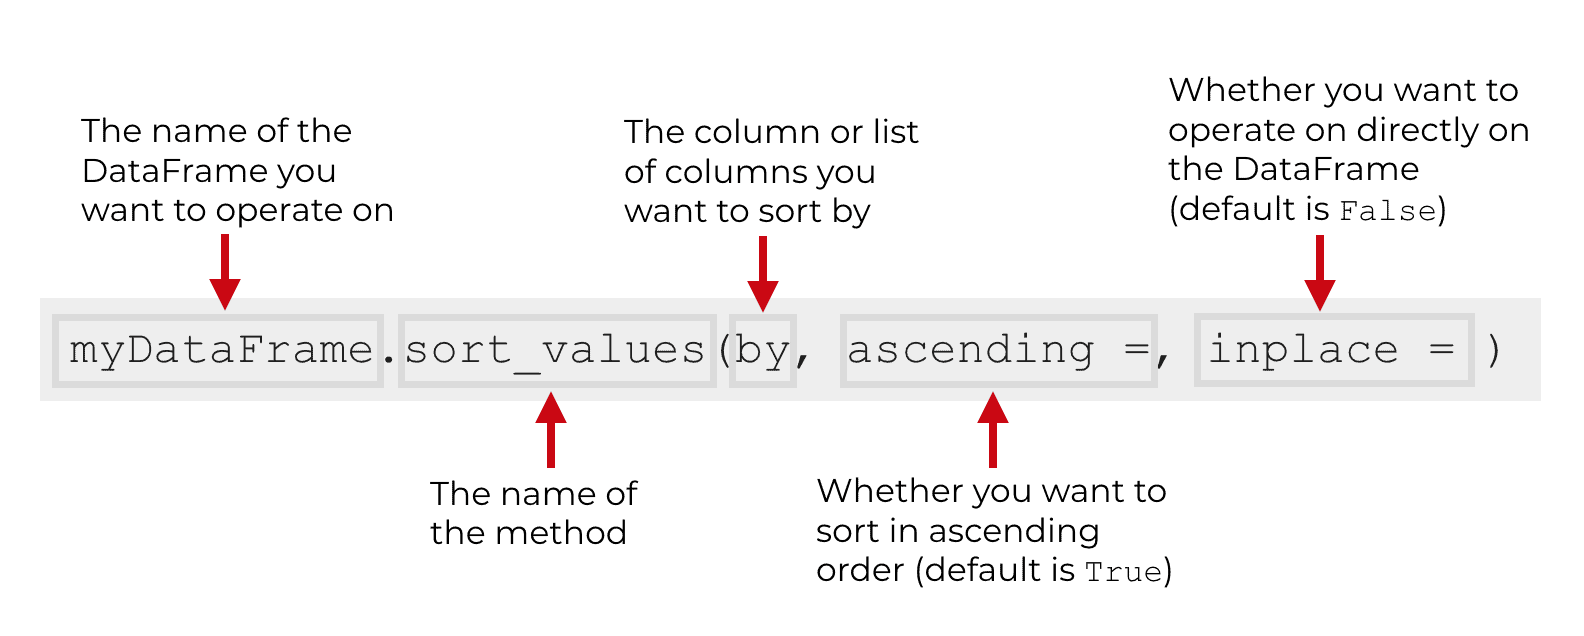 The name of the
DataFrame you
want to operate on
The column or list
of columns you
want to sort by
Whether you want to
operate on directly on
the DataFrame
(default is False)
myDataFrame.sort_values(by, ascending =, inplace = )
The name of
the method
Whether you want to
sort in ascending
order (default is True)